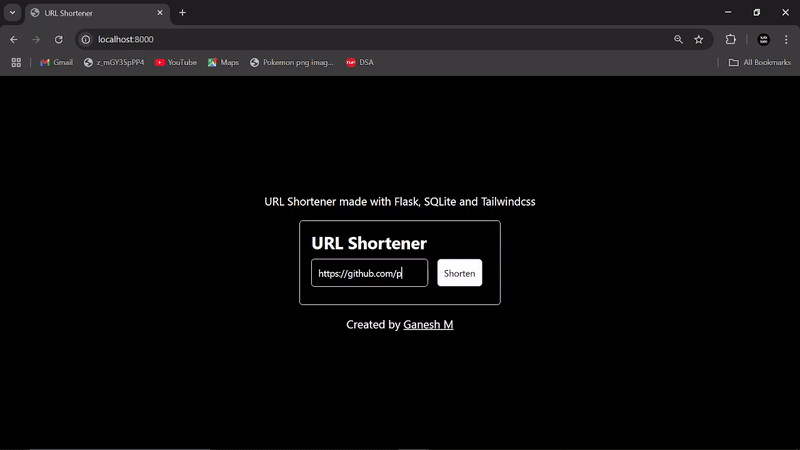 URL Shortener
localhost:8000
Gmail z_mGY35pPP4 YouTube Maps Pokemon png imag... DSA All Bookmarks
URL Shortener made with Flask, SQLite and Tailwindcss
URL Shortener
https://github.com/p Shorten
Created by Ganesh M